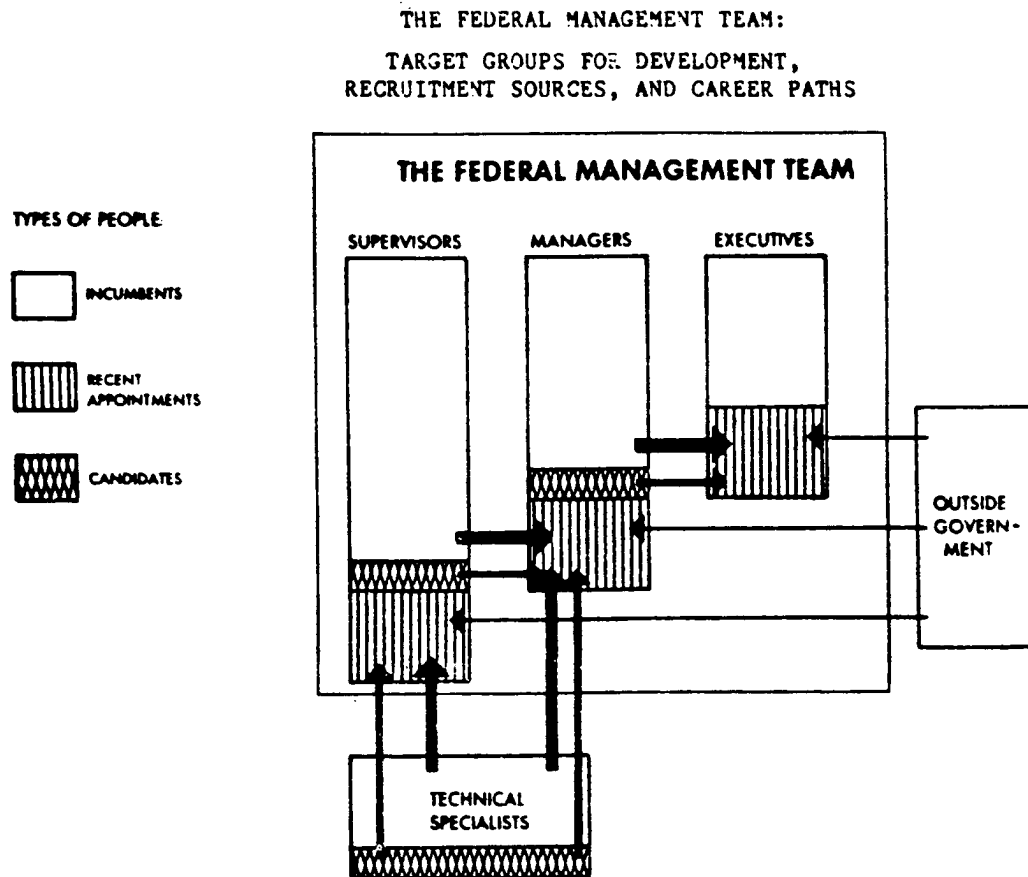 THE FEDERAL MANAGEMENT TEAM:
TARGET GROUPS FOR DEVELOPMENT,
RECRUITMENT SOURCES, AND CAREER PATHS
THE FEDERAL MANAGEMENT TEAM
TYPES OF PEOPLE:
SUPERVISORS
MANAGERS
EXECUTIVES
INCUMBENTS
RECENT
APPOINTMENTS
CANDIDATES
OUTSIDE
GOVERN-
MENT
TECHNICAL
SPECIALISTS